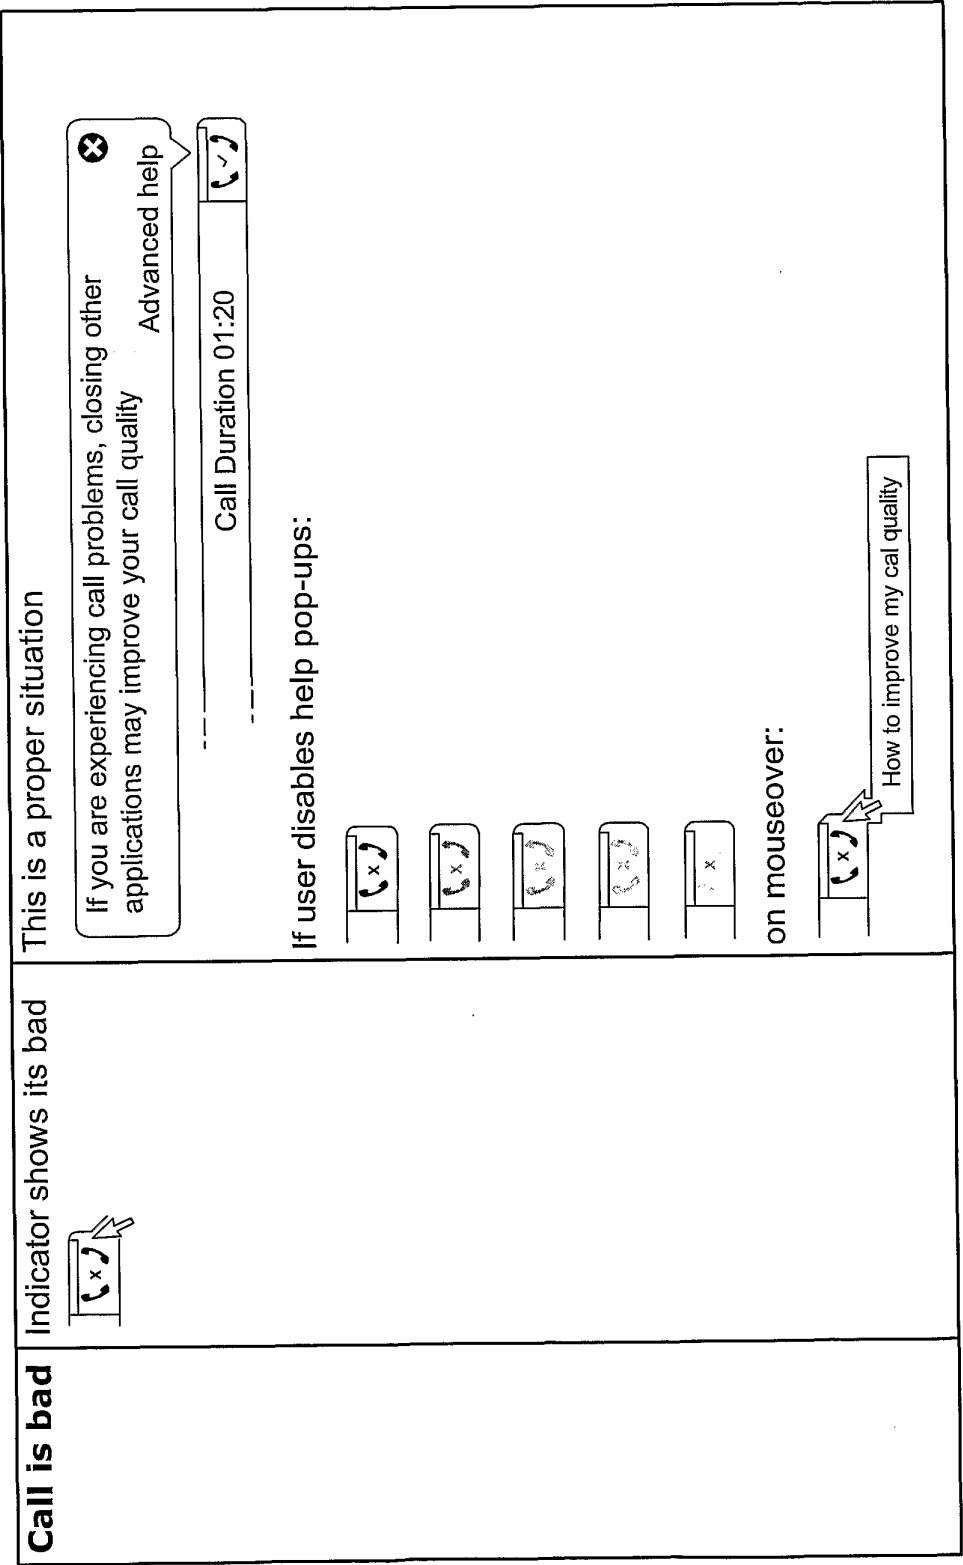 Call is bad
Indicator shows its bad
This is a proper situation
If you are experiencing call problems, closing other
applications may improve your call quality
Advanced help
Call Duration 01:20
If user disables help pop-ups:
on mouseover:
How to improve my cal quality